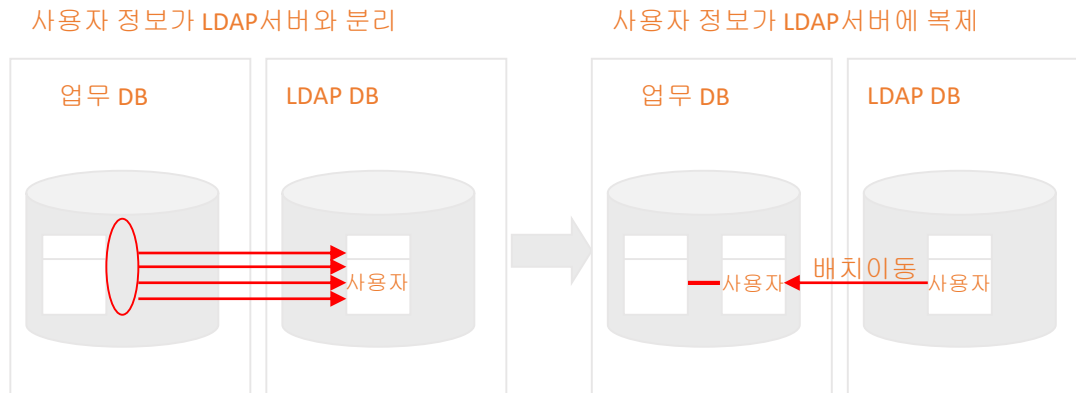 사용자 정보가 LDAP서버와 분리
사용자 정보가 LDAP서버에 복제
업무 DB
LDAP DB
업무 DB
LDAP DB
사용자
사용자
배치이동
사용자